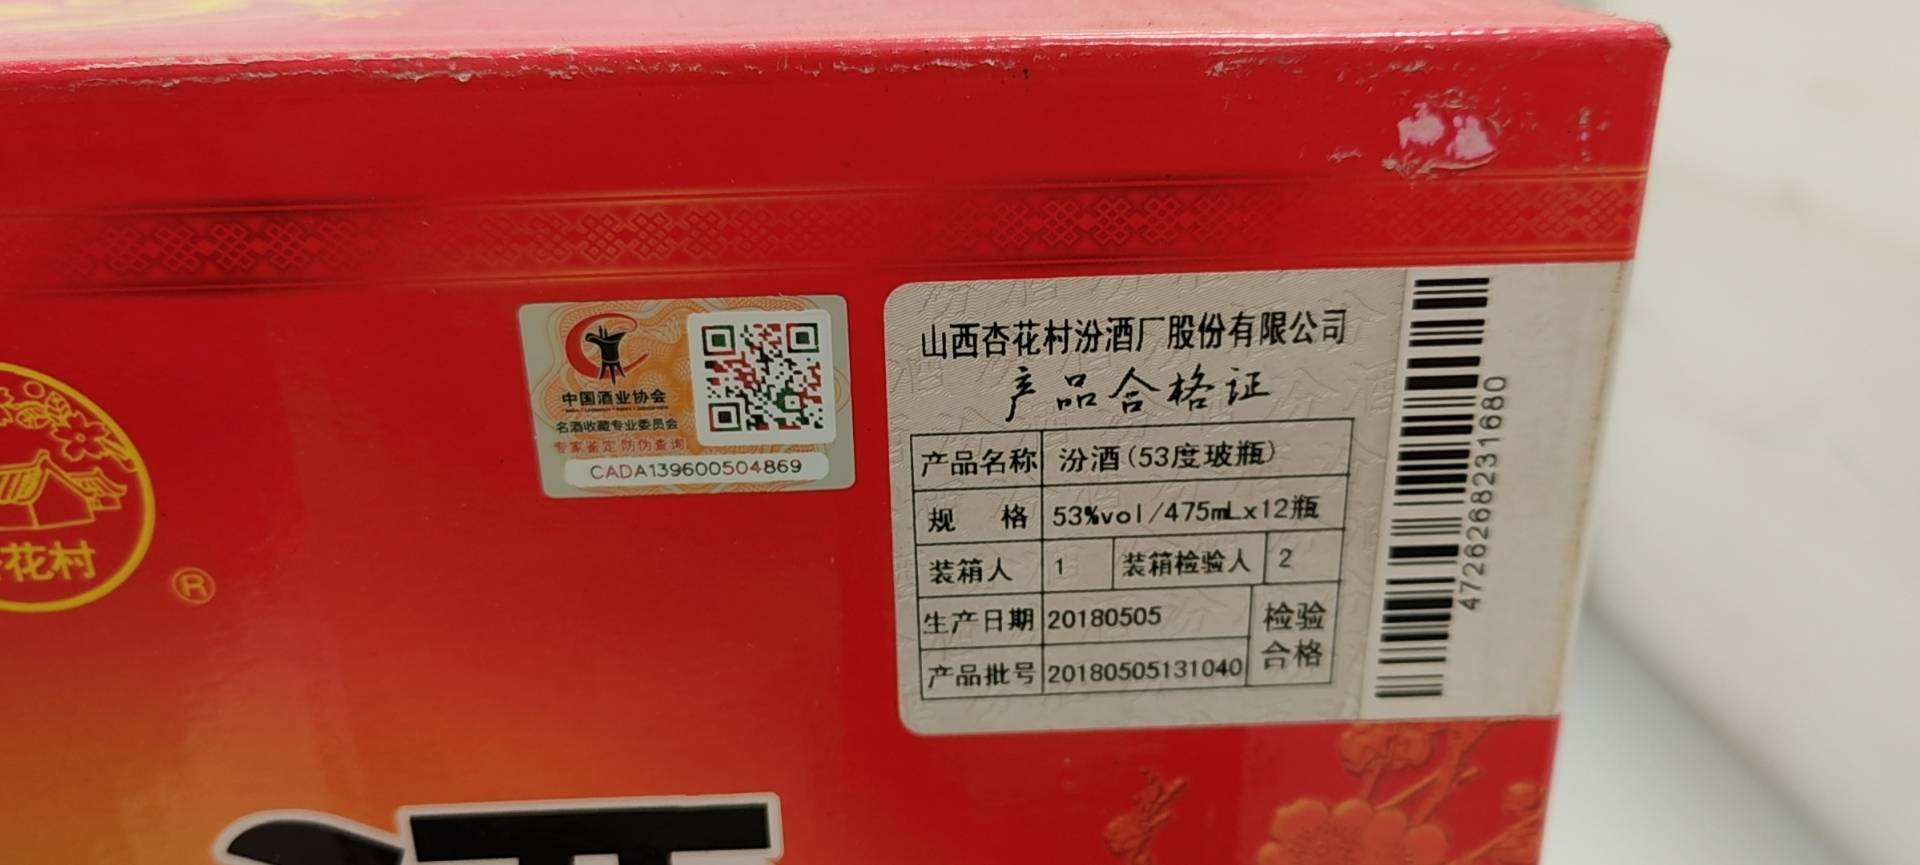 花村
®
中国酒业协会
名酒收藏专业委员会
专家鉴定防伪查询
CADA139600504869
山西杏花村汾酒厂股份有限公司
产品合格证
产品名称 汾酒(53度玻瓶)
规 格 53%vol/475mLx12瓶
装箱人 1 装箱检验人 2
生产日期 20180505 检验
产品批号 20180505131040 合格
4726268231680